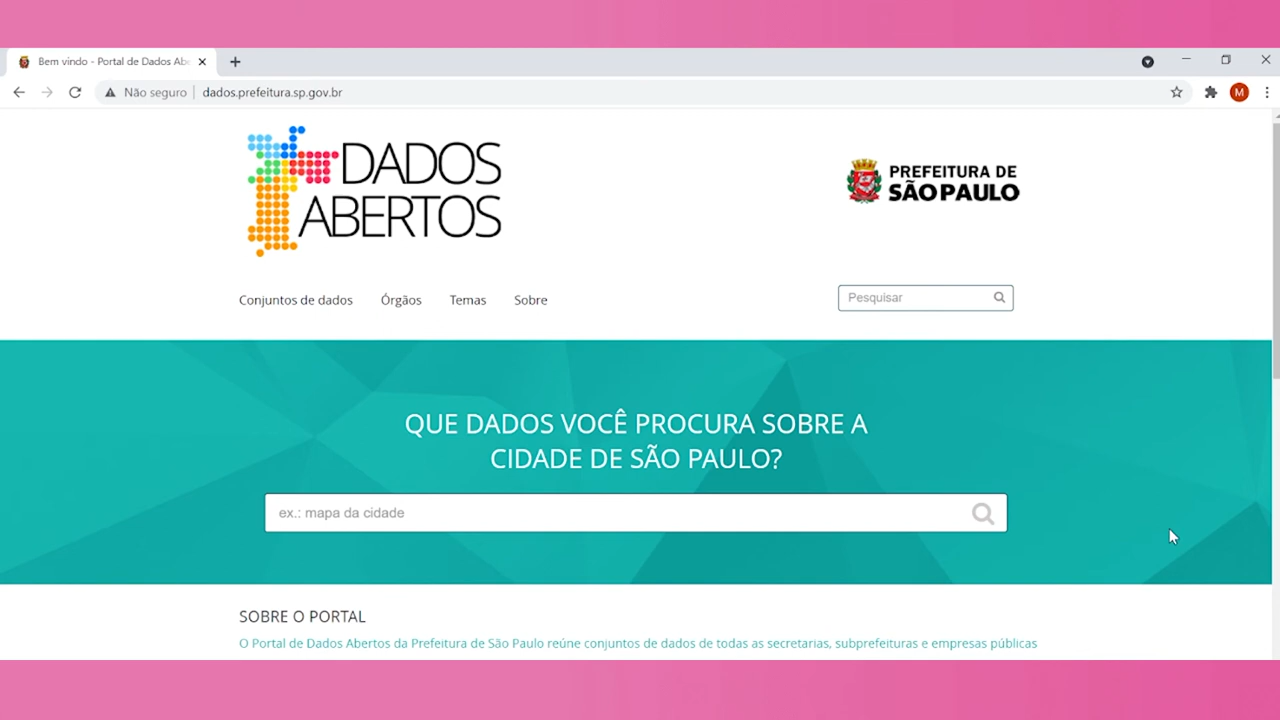 Bem vindo - Portal de Dados Ab
Não seguro
dados.prefeitura.sp.gov.br
M
DADOS
ABERTOS
PREFEITURA DE
SÃO PAULO
Conjuntos de dados
Órgãos
Temas
Sobre
Pesquisar
QUE DADOS VOCÊ PROCURA SOBRE A
CIDADE DE SÃO PAULO?
ex.: mapa da cidade
SOBRE O PORTAL
O Portal de Dados Abertos da Prefeitura de São Paulo reúne conjuntos de dados de todas as secretarias, subprefeituras e empresas públicas